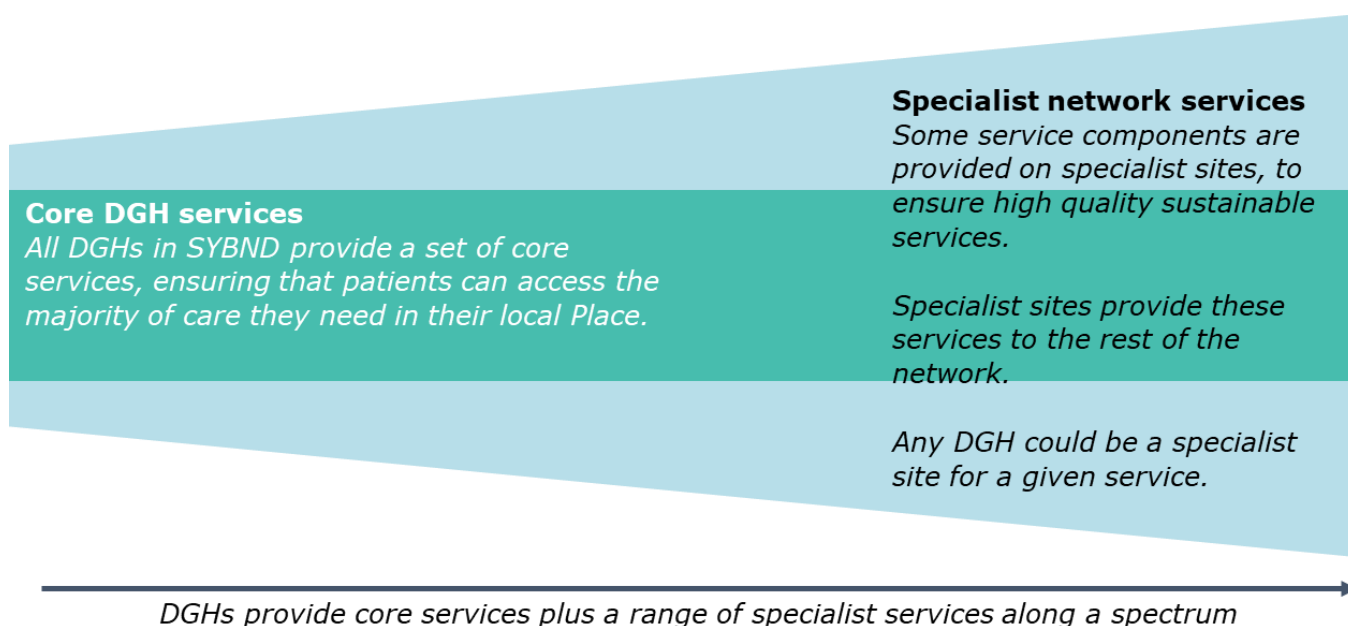 Specialist network services
Some service components are
provided on specialist sites, to
ensure high quality sustainable
services.
Specialist sites provide these
services to the rest of the
network.
Any DGH could be a specialist
site for a given service.
Core DGH services
All DGHs in SYBND provide a set of core
services, ensuring that patients can access the
majority of care they need in their local Place.
DGHs provide core services plus a range of specialist services along a spectrum